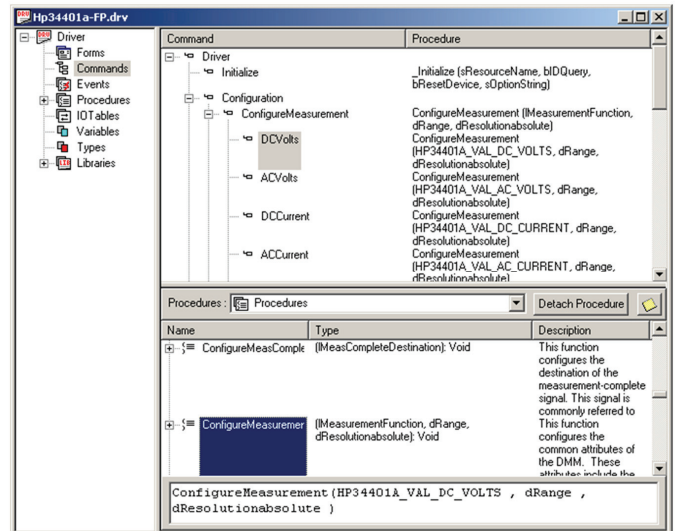 Hp34401a-FP.drv
Driver
Forms
Commands
Events
Procedures
IOTables
Variables
Types
Libraries
Command Procedure
Driver
Initialize _Initialize (sResourceName, bIDQuery,
bResetDevice, sOptionString)
Configuration
ConfigureMeasurement ConfigureMeasurement (lMeasurementFunction,
dRange, dResolutionabsolute)
DCVolts ConfigureMeasurement
(HP34401A_VAL_DC_VOLTS, dRange,
dResolutionabsolute)
ACVolts ConfigureMeasurement
(HP34401A_VAL_AC_VOLTS, dRange,
dResolutionabsolute)
DCCurrent ConfigureMeasurement
(HP34401A_VAL_DC_CURRENT, dRange,
dResolutionabsolute)
ACCurrent ConfigureMeasurement
(HP34401A_VAL_AC_CURRENT, dRange,
dResolutionabsolute)
Procedures : Procedures Detach Procedure
Name Type Description
ConfigureMeasComple (lMeasCompleteDestination): Void This function
configures the
destination of the
measurement-complete
signal. This signal is
commonly referred to
ConfigureMeasuremer (lMeasurementFunction, dRange, This function
dResolutionabsolute): Void configures the
common attributes of
the DMM. These
attributes include the
ConfigureMeasurement(HP34401A_VAL_DC_VOLTS , dRange ,
dResolutionabsolute )